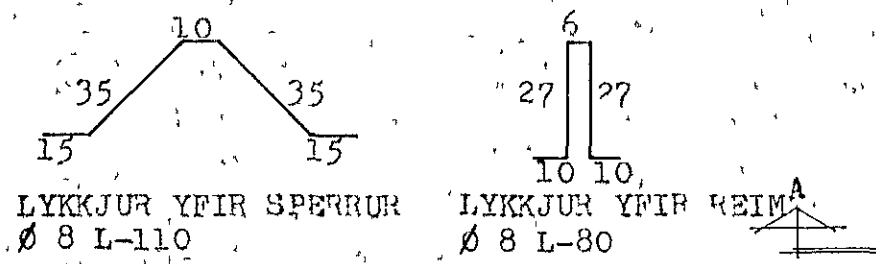 10 6
35 35 27 27
15 15 10 10
LYKKJUR YFIR SPERRUR LYKKJUR YFIR REIM A
Ø 8 L-110 Ø 8 L-80